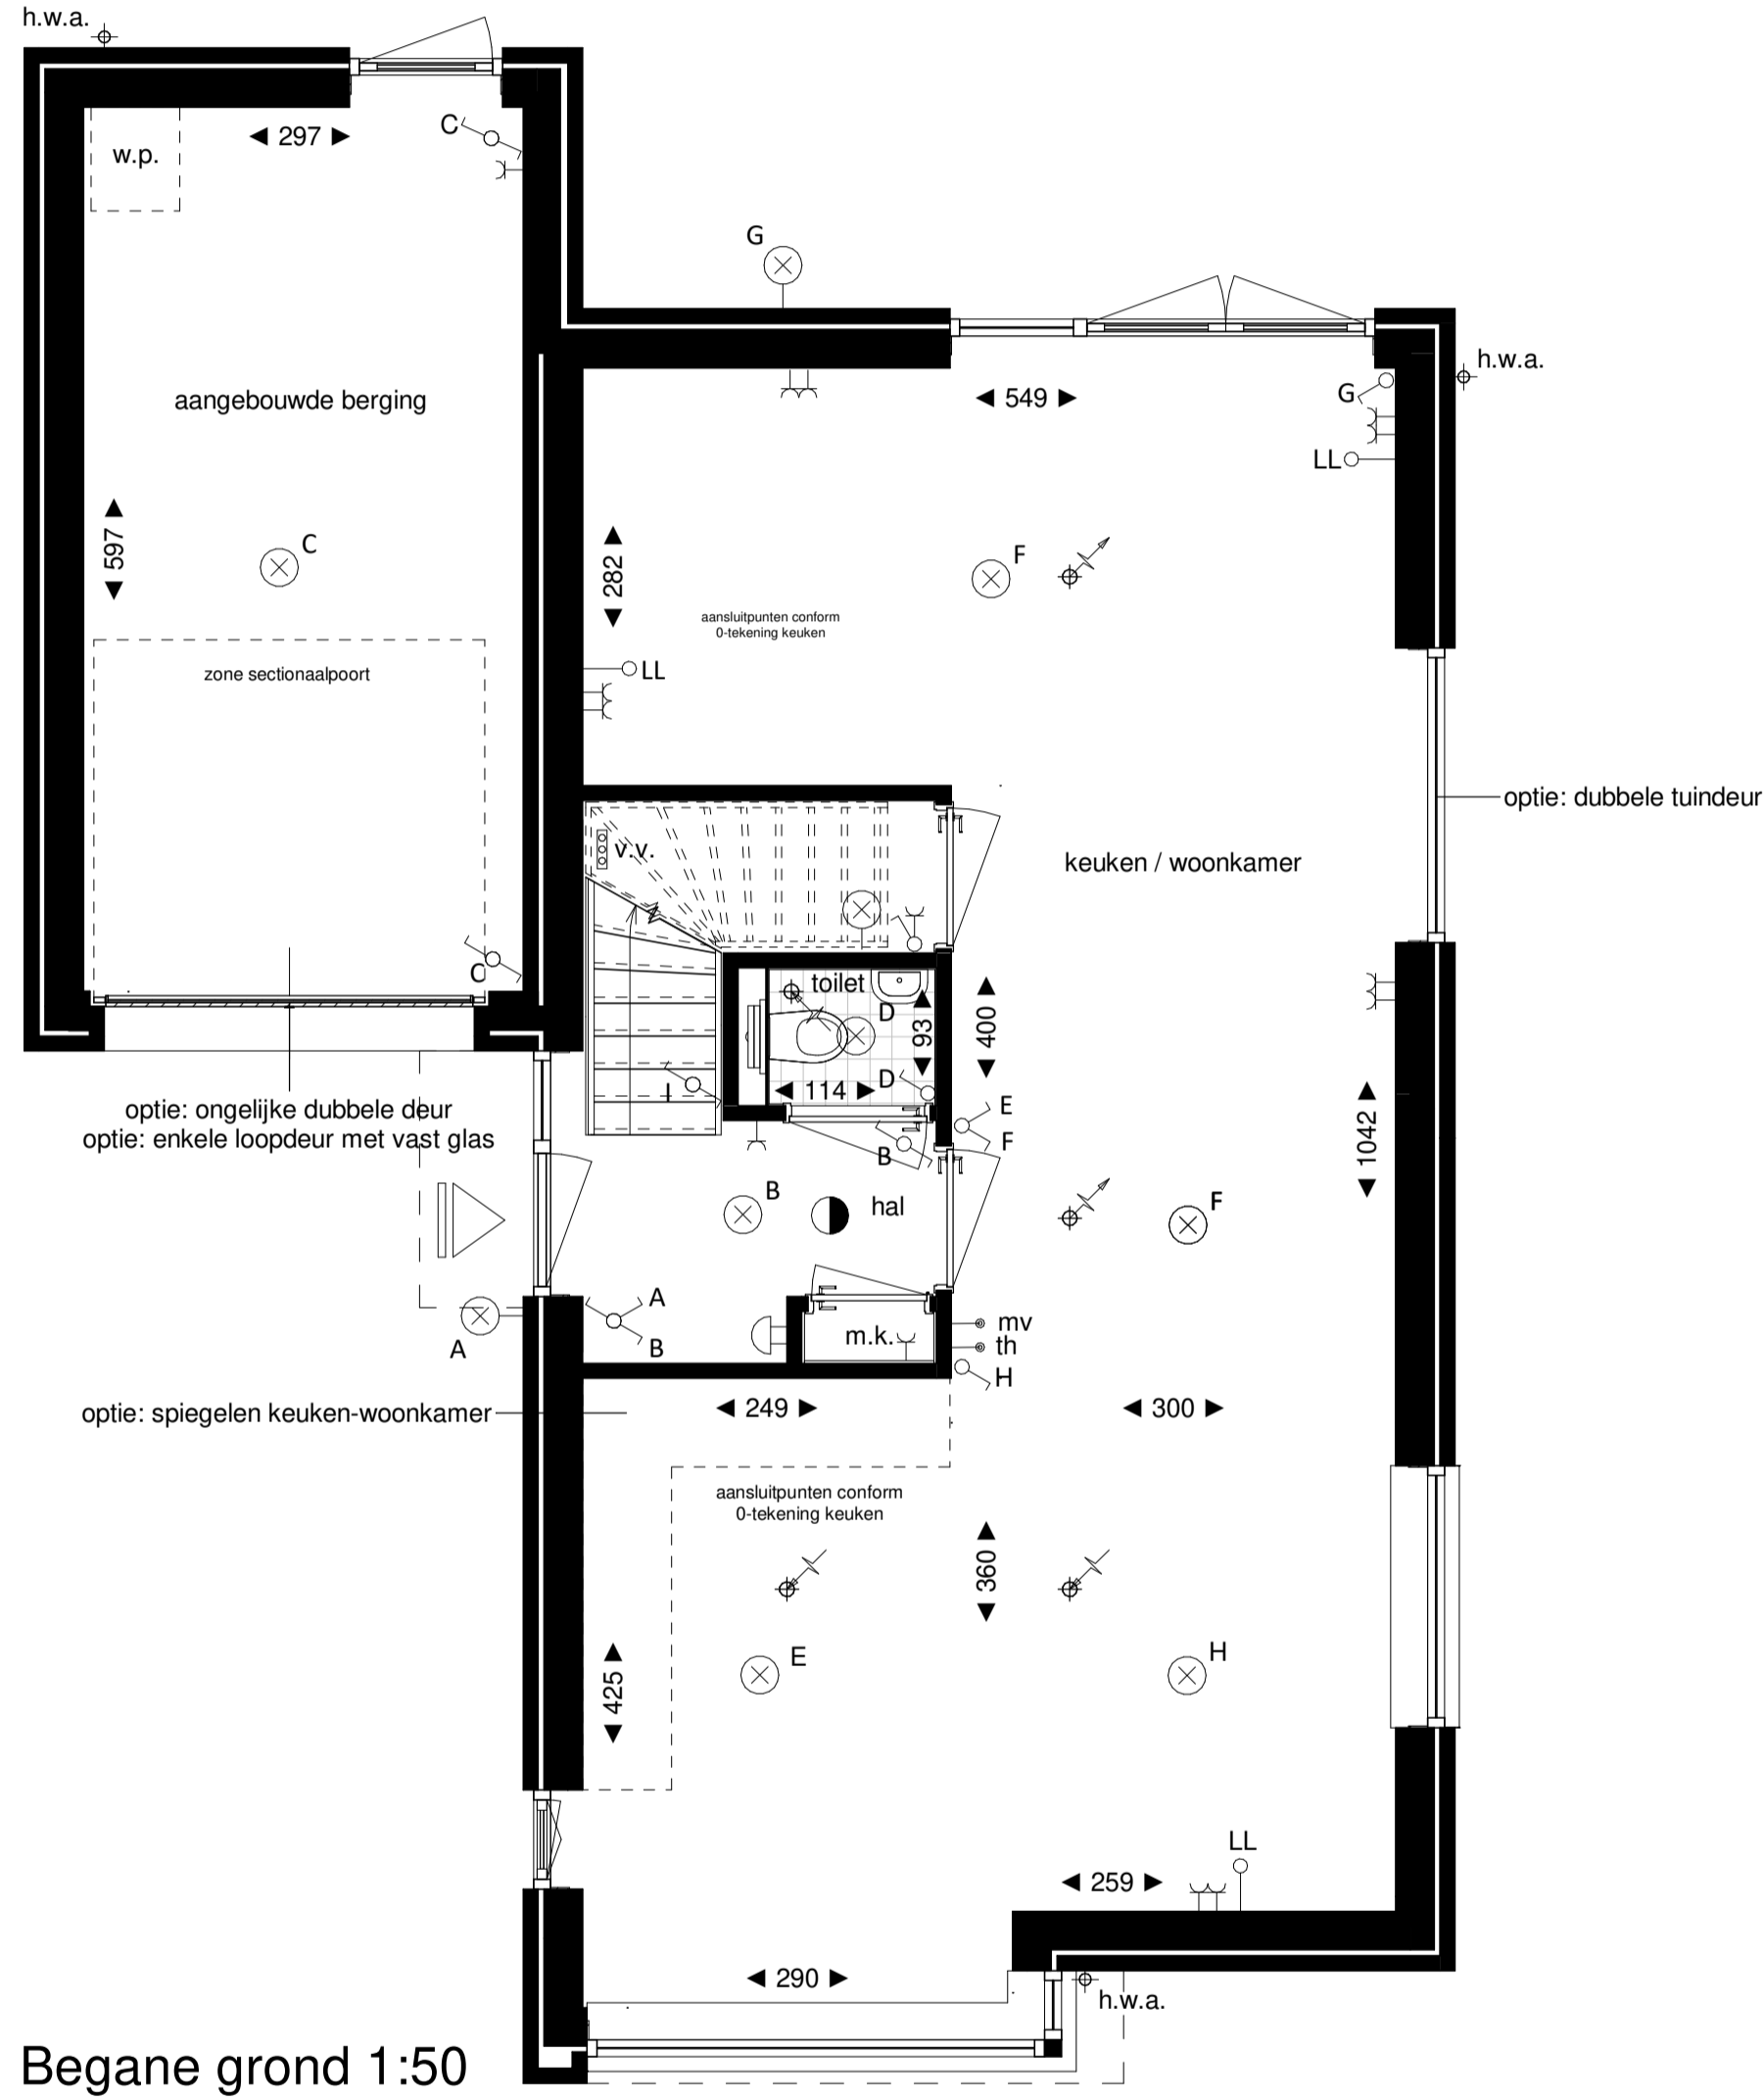 h.w.a.
w.p.
◄ 297 ►
C
G
h.w.a.
◄ 549 ►
G
LL
aangebouwde berging
◄ 597 ►
C
◄ 282 ►
F
aansluitpunten conform
0-tekening keuken
zone sectionaalpoort
LL
optie: dubbele tuindeur
v.v.
keuken / woonkamer
C
toilet
D
93
◄ 400 ►
◄ 114 ►
D
I
E
F
optie: ongelijke dubbele deur
optie: enkele loopdeur met vast glas
◄ 1042 ►
B
B
hal
F
A
B
A
m.k.
mv
th
H
optie: spiegelen keuken-woonkamer
◄ 249 ►
◄ 300 ►
aansluitpunten conform
0-tekening keuken
◄ 360 ►
E
H
◄ 425 ►
LL
◄ 259 ►
◄ 290 ►
h.w.a.
Begane grond 1:50